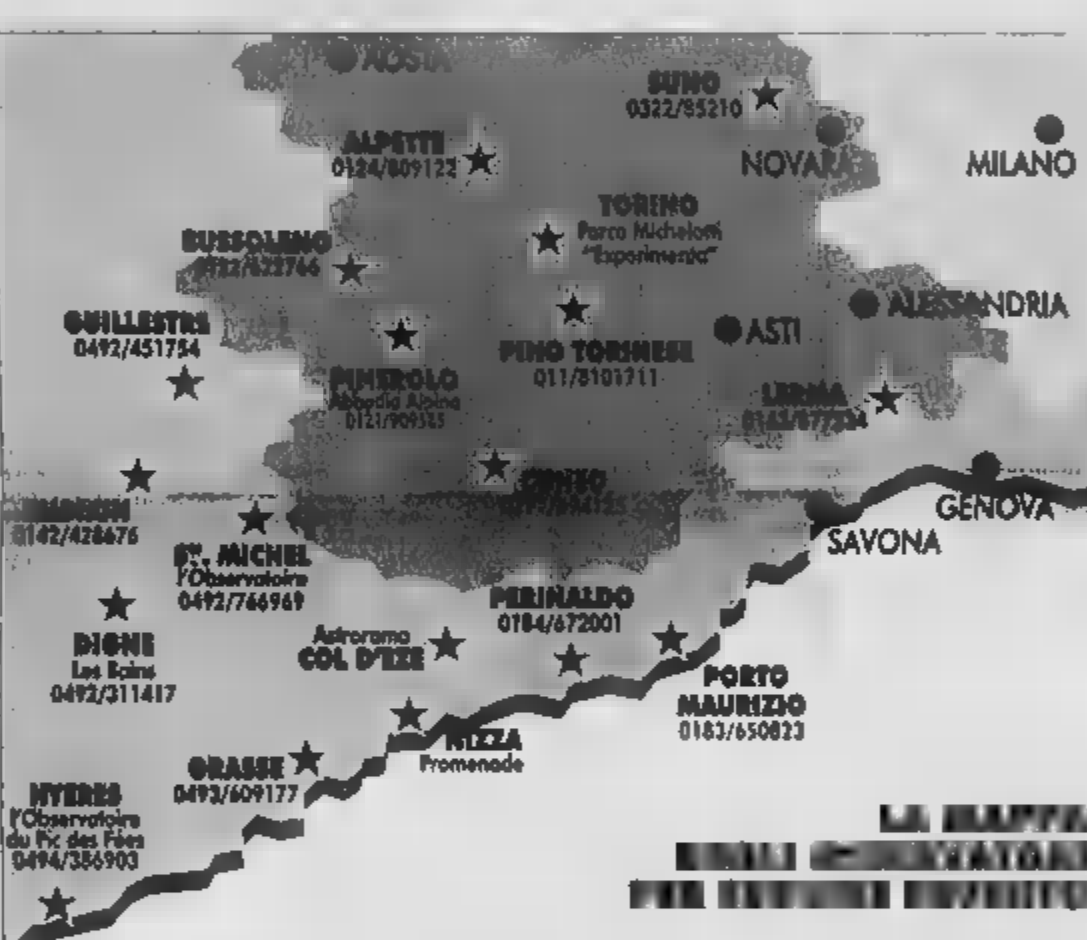 AOSTA
SUNO
0322/85210
ALPETTE
0124/809122
NOVARA
MILANO
TORINO
Parco Michelotti
"Experimenta"
BUSSOLENO
GUILLESTRE
0492/451754
ALESSANDRIA
ASTI
PINO TORINESE
011/8101711
PINEROLO
Abbadia Alpina
LERMA
CUNEO
GENOVA
SAVONA
0142/428676
ST. MICHEL
l'Observatoire
0492/766969
PERINALDO
0184/672001
DIGNE
Les Bains
0492/311417
Astrorama
COL D'EZE
PORTO
MAURIZIO
0183/650823
NIZZA
Promenade
GRASSE
0493/609177
HYERES
l'Observatoire
du Pic des Fées
0494/386903
LA MAPPA